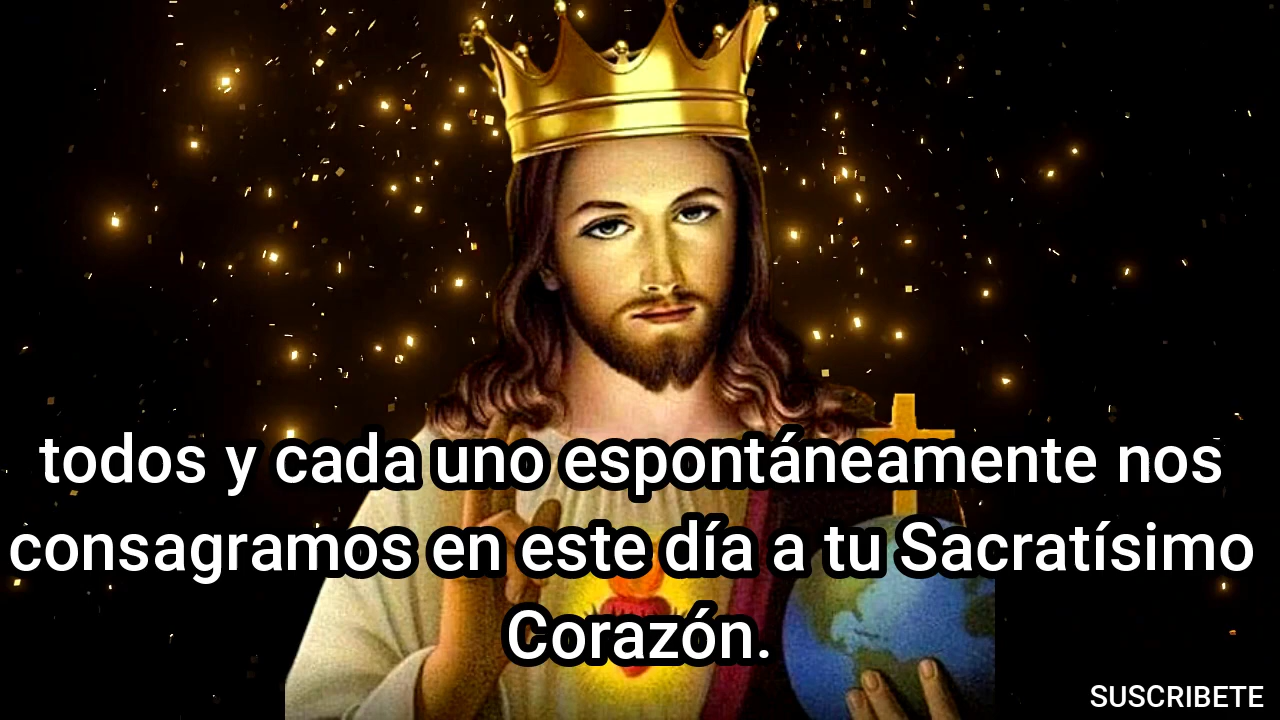 todos y cada uno espontáneamente nos
consagramos en este día a tu Sacratísimo
Corazón.
SUSCRIBETE